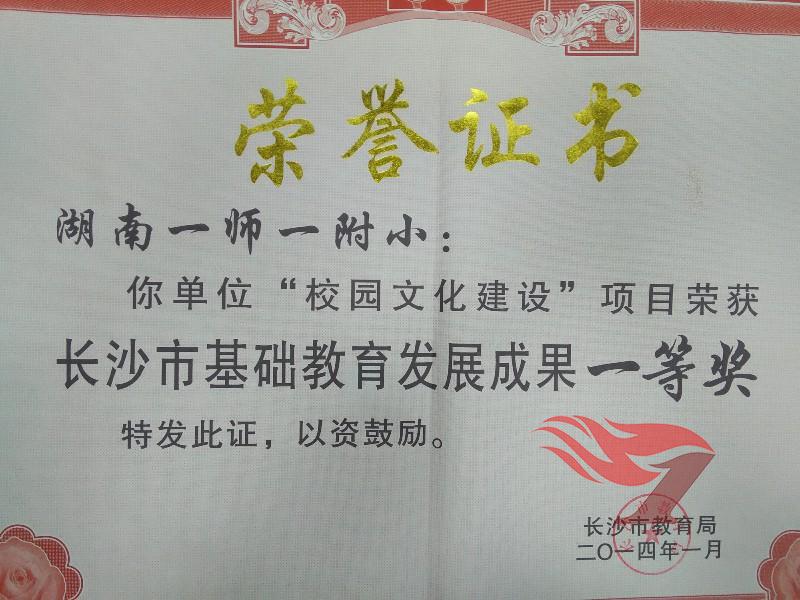 荣誉证书
湖南一师一附小：
你单位“校园文化建设”项目荣获
长沙市基础教育发展成果一等奖
特发此证，以资鼓励。
长沙市教育局
二〇一四年一月